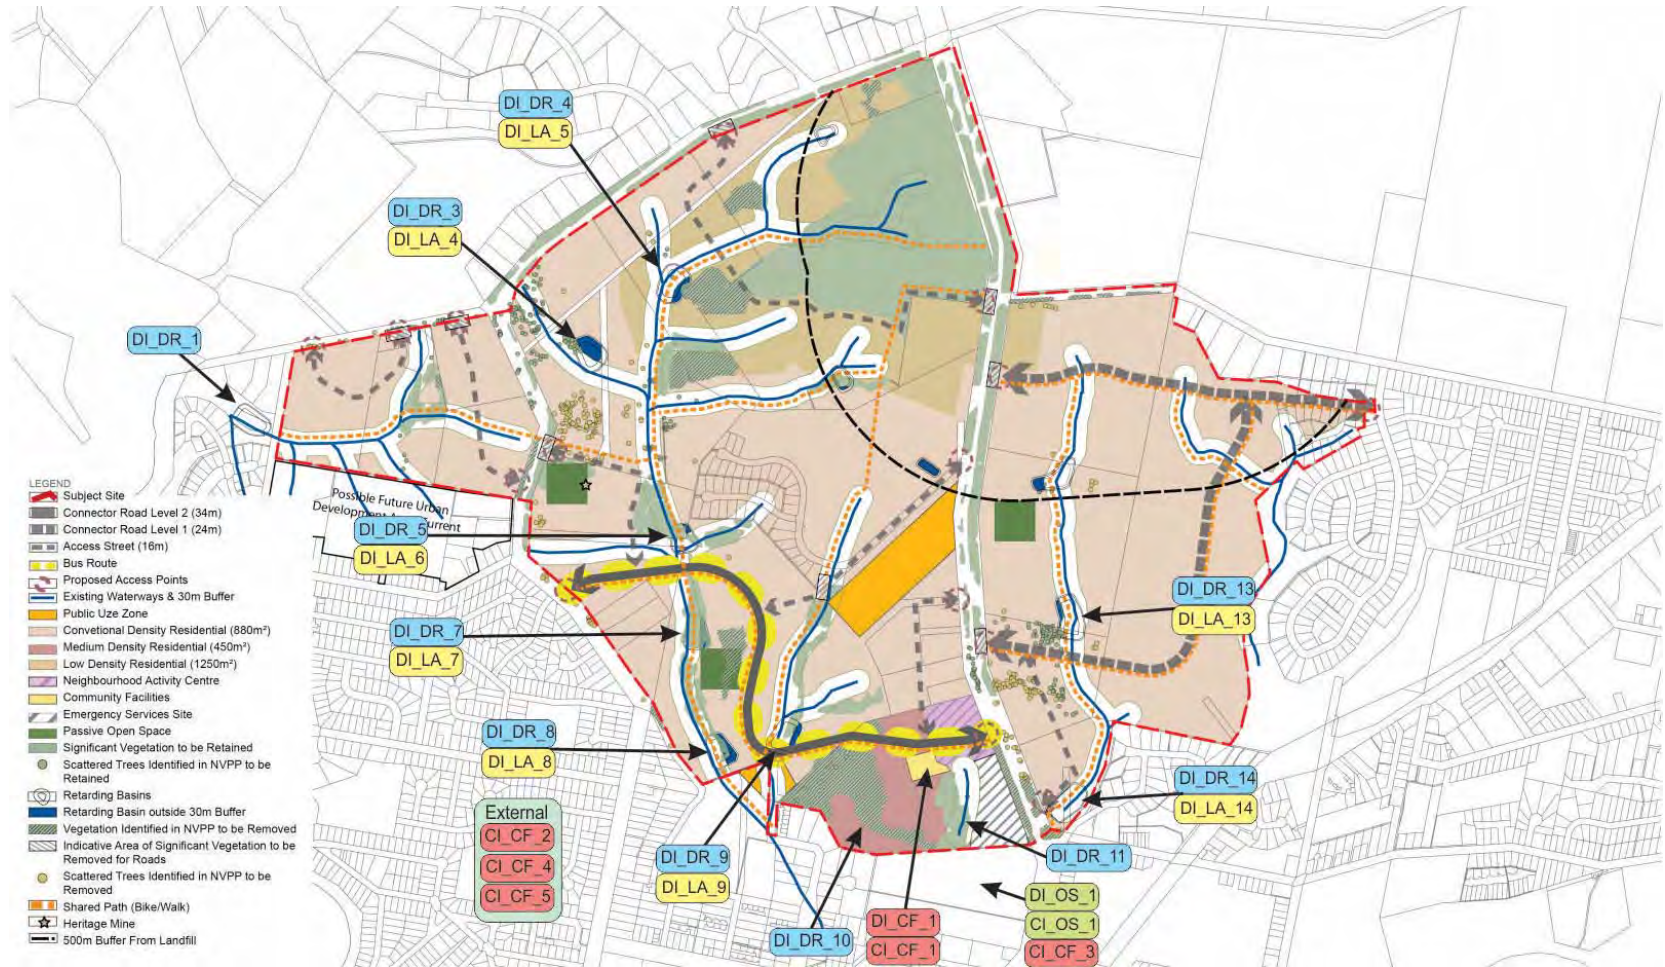 DI_DR_4
DI_LA_5
DI_DR_3
DI_LA_4
DI_DR_1
LEGEND
Subject Site
Connector Road Level 2 (34m)
Connector Road Level 1 (24m)
Access Street (16m)
Bus Route
Proposed Access Points
Existing Waterways & 30m Buffer
Public Uze Zone
Convetional Density Residential (880m²)
Medium Density Residential (450m²)
Low Density Residential (1250m²)
Neighbourhood Activity Centre
Community Facilities
Emergency Services Site
Passive Open Space
Significant Vegetation to be Retained
Scattered Trees Identified in NVPP to be
Retained
Retarding Basins
Retarding Basin outside 30m Buffer
Vegetation Identified in NVPP to be Removed
Indicative Area of Significant Vegetation to be
Removed for Roads
Scattered Trees Identified in NVPP to be
Removed
Shared Path (Bike/Walk)
Heritage Mine
500m Buffer From Landfill
Possible Future Urban
Development
urrent
DI_DR_5
DI_LA_6
DI_DR_7
DI_LA_7
DI_DR_8
DI_LA_8
External
CI_CF_2
CI_CF_4
CI_CF_5
DI_DR_9
DI_LA_9
DI_DR_10
DI_CF_1
CI_CF_1
DI_OS_1
CI_OS_1
CI_CF_3
DI_DR_11
DI_DR_13
DI_LA_13
DI_DR_14
DI_LA_14